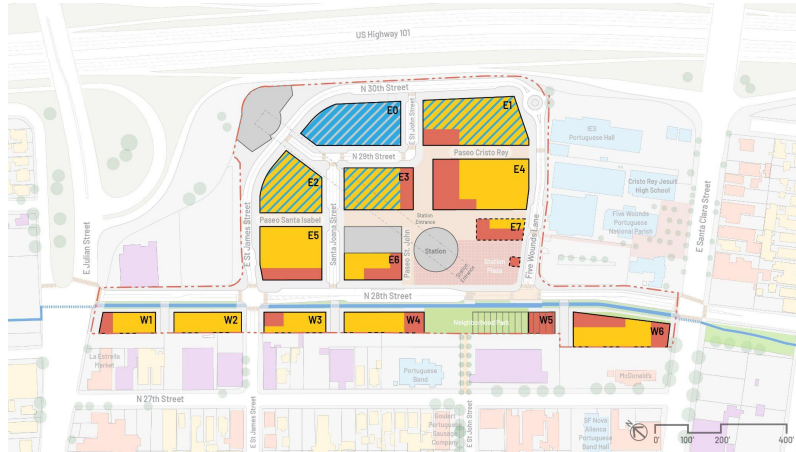 US Highway 101
N 30th Street
E0
E St John Street
E1
IES
Portuguese Hall
N 29th Street
Paseo Cristo Rey
E2
E3
E4
Cristo Rey Jesuit
High School
E Julian Street
E St James Street
Paseo Santa Isabel
Santa Joana Street
Paseo St. John
Station
Entrance
E7
Five Wounds Lane
Five Wounds
Portuguese
National Parish
E Santa Clara Street
E5
E6
Station
Station
Entrance
Station
Plaza
N 28th Street
W1
W2
W3
W4
Neighborhood Park
W5
W6
La Estrella
Market
Portuguese
Band
McDonald's
N 27th Street
E St James Street
Goulart
Portuguese
Sausage
Company
E St John Street
SF Nova
Alianca
Portuguese
Band Hall
N
0'
100'
200'
400'